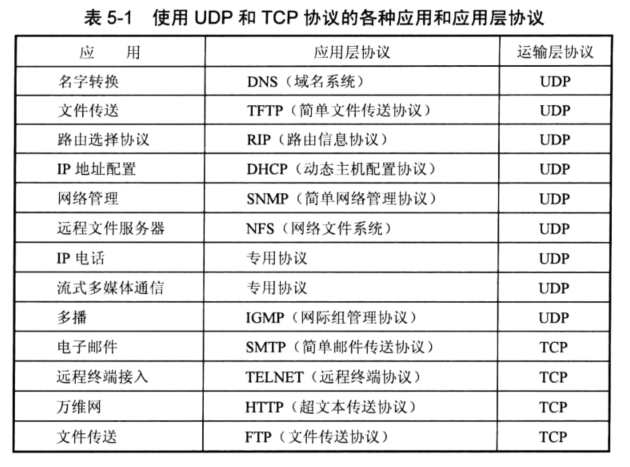 表 5-1 使用 UDP 和 TCP 协议的各种应用和应用层协议
应 用 应用层协议 运输层协议
名字转换 DNS（域名系统） UDP
文件传送 TFTP（简单文件传送协议） UDP
路由选择协议 RIP（路由信息协议） UDP
IP 地址配置 DHCP（动态主机配置协议） UDP
网络管理 SNMP（简单网络管理协议） UDP
远程文件服务器 NFS（网络文件系统） UDP
IP 电话 专用协议 UDP
流式多媒体通信 专用协议 UDP
多播 IGMP（网际组管理协议） UDP
电子邮件 SMTP（简单邮件传送协议） TCP
远程终端接入 TELNET（远程终端协议） TCP
万维网 HTTP（超文本传送协议） TCP
文件传送 FTP（文件传送协议） TCP